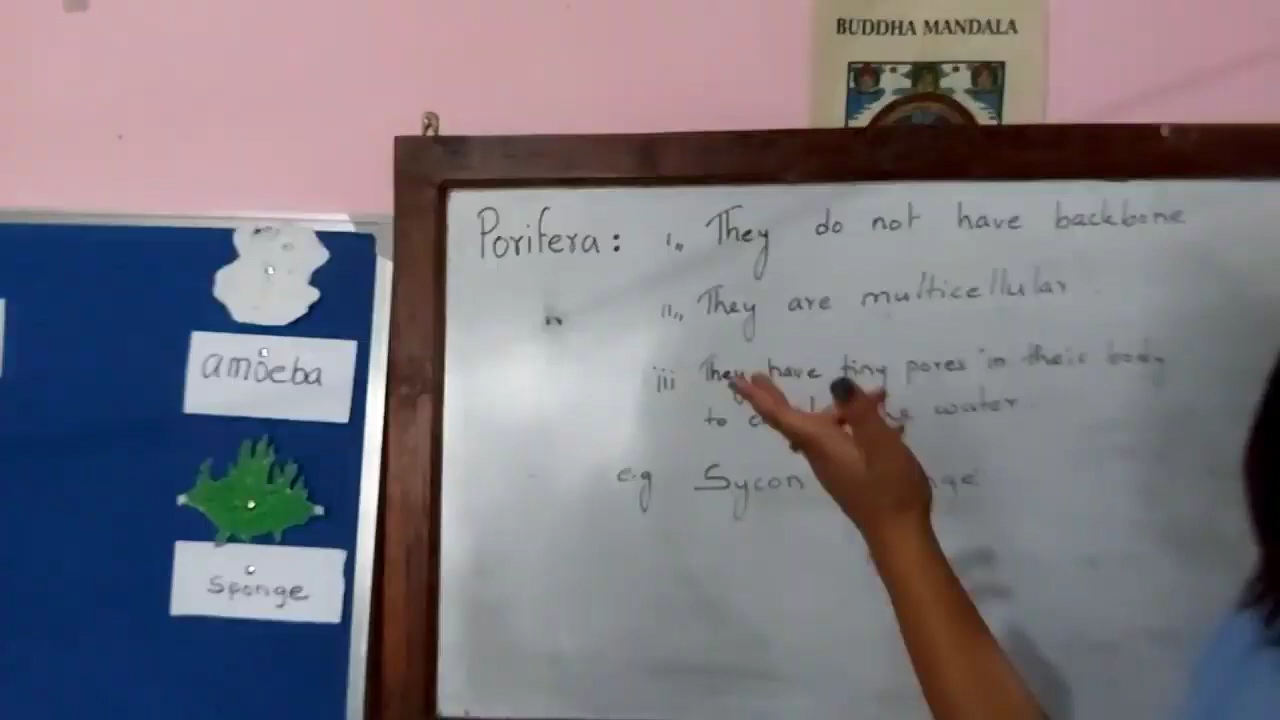 BUDDHA MANDALA
Porifera: i,, They do not have backbone
ii,, They are multicellular
iii They have tiny pores in their body
to water
e.g Sycon
amoeba
sponge